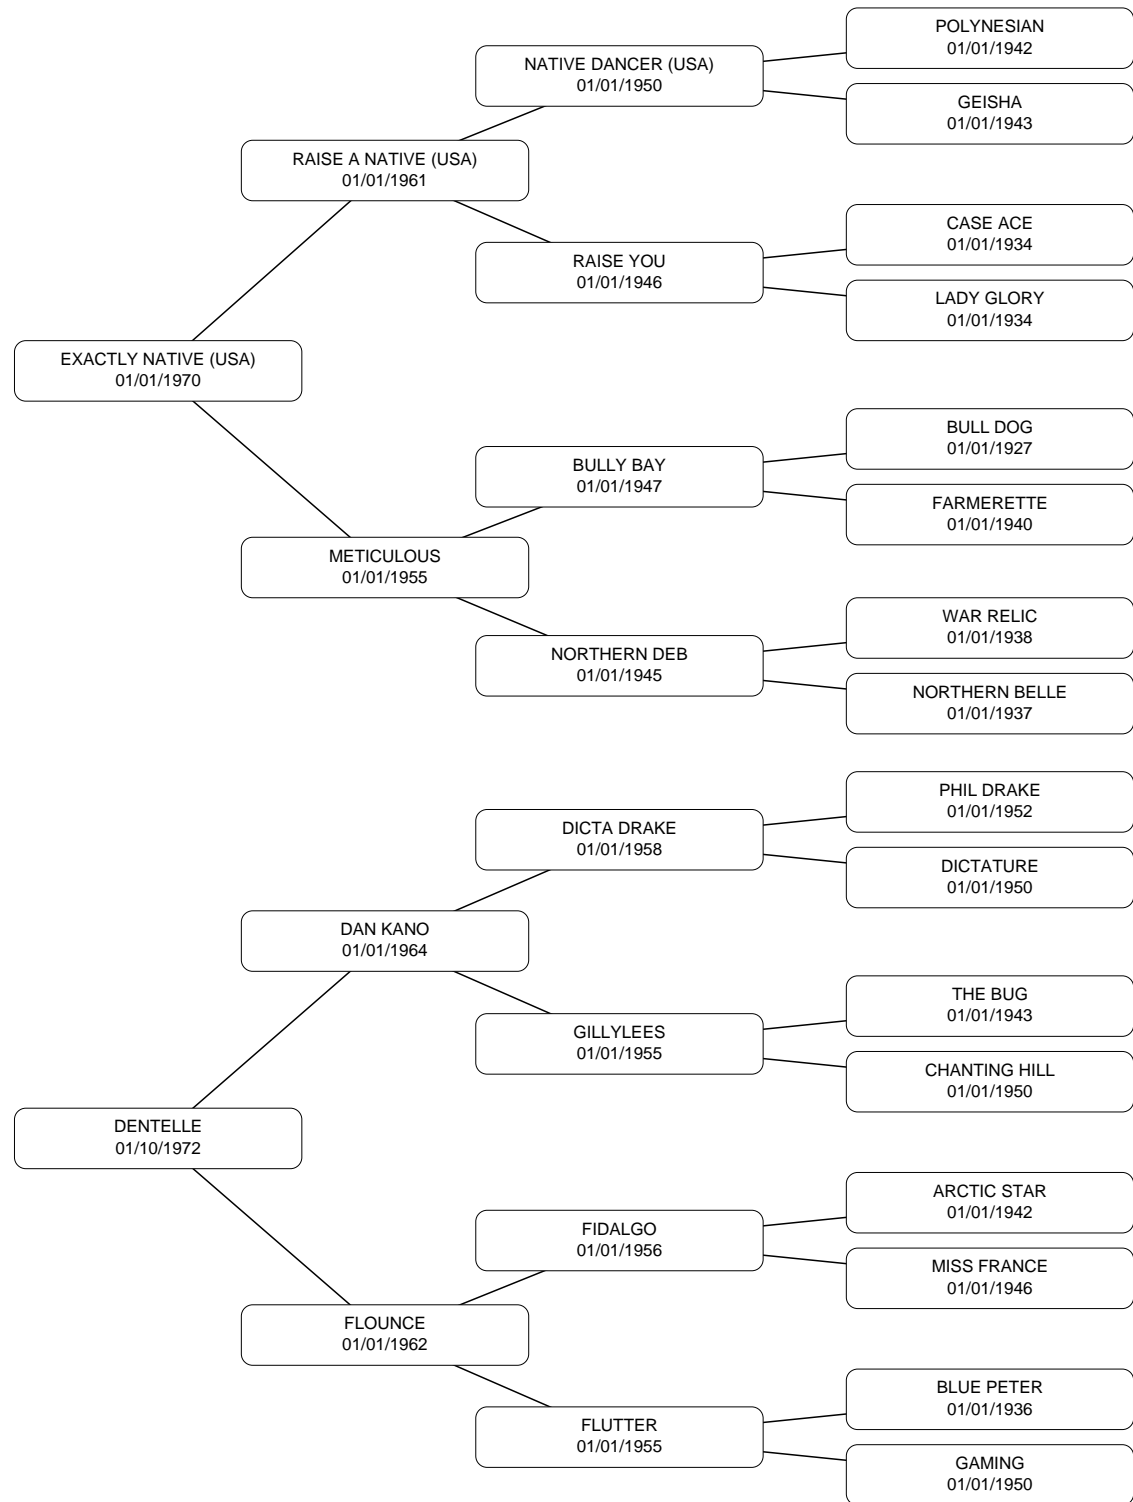 POLYNESIAN
01/01/1942
NATIVE DANCER (USA)
01/01/1950
GEISHA
01/01/1943
RAISE A NATIVE (USA)
01/01/1961
CASE ACE
01/01/1934
RAISE YOU
01/01/1946
LADY GLORY
01/01/1934
EXACTLY NATIVE (USA)
01/01/1970
BULL DOG
01/01/1927
BULLY BAY
01/01/1947
FARMERETTE
01/01/1940
METICULOUS
01/01/1955
WAR RELIC
01/01/1938
NORTHERN DEB
01/01/1945
NORTHERN BELLE
01/01/1937
PHIL DRAKE
01/01/1952
DICTA DRAKE
01/01/1958
DICTATURE
01/01/1950
DAN KANO
01/01/1964
THE BUG
01/01/1943
GILLYLEES
01/01/1955
CHANTING HILL
01/01/1950
DENTELLE
01/10/1972
ARCTIC STAR
01/01/1942
FIDALGO
01/01/1956
MISS FRANCE
01/01/1946
FLOUNCE
01/01/1962
BLUE PETER
01/01/1936
FLUTTER
01/01/1955
GAMING
01/01/1950